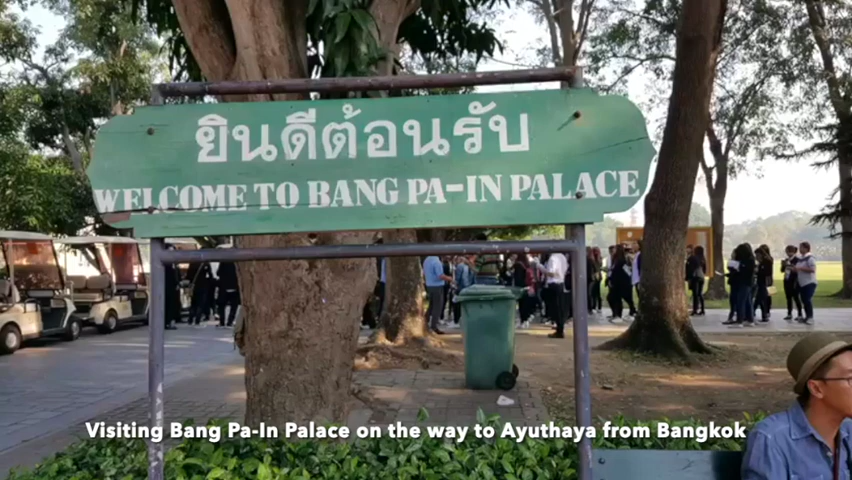 ยินดีต้อนรับ
WELCOME TO BANG PA-IN PALACE
Visiting Bang Pa-In Palace on the way to Ayuthaya from Bangkok